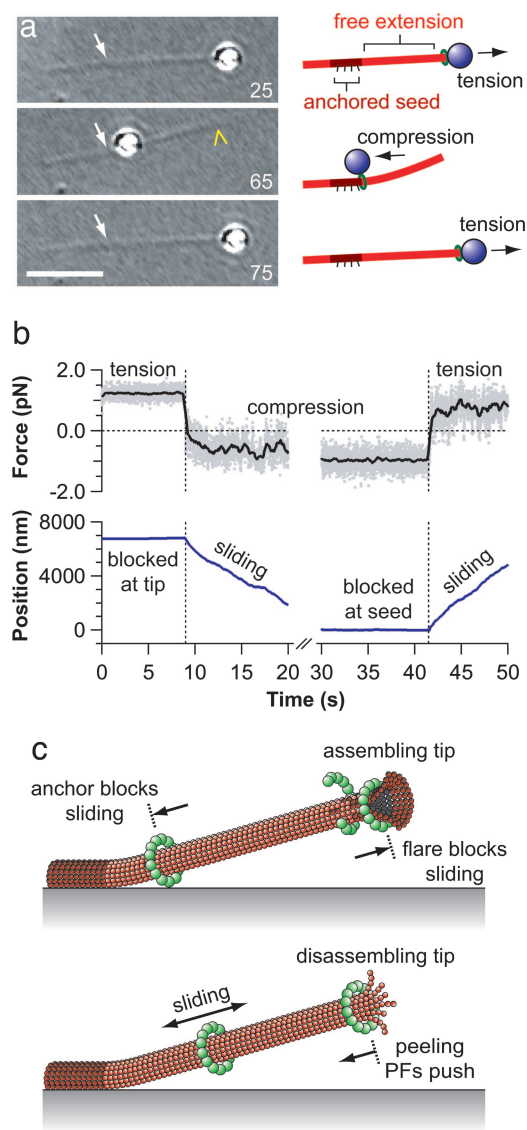 a
25
65
75
free extension
tension
anchored seed
compression
tension
b
tension
compression
tension
Force (pN)
2.0
0.0
-2.0
Position (nm)
8000
4000
0
blocked
at tip
sliding
blocked
at seed
sliding
0
5
10
15
20
30
35
40
45
50
Time (s)
c
assembling tip
anchor blocks
sliding
flare blocks
sliding
disassembling tip
sliding
peeling
PFs push